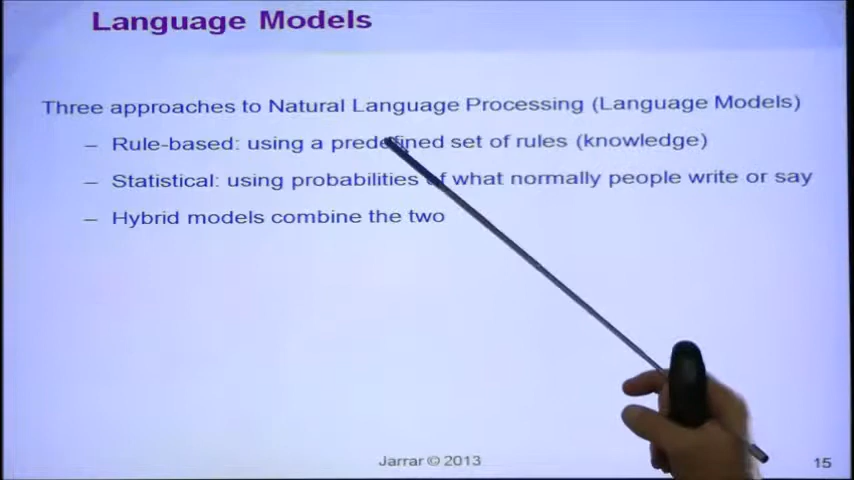 Language Models
Three approaches to Natural Language Processing (Language Models)
– Rule-based: using a predefined set of rules (knowledge)
– Statistical: using probabilities of what normally people write or say
– Hybrid models combine the two
Jarrar © 2013
15